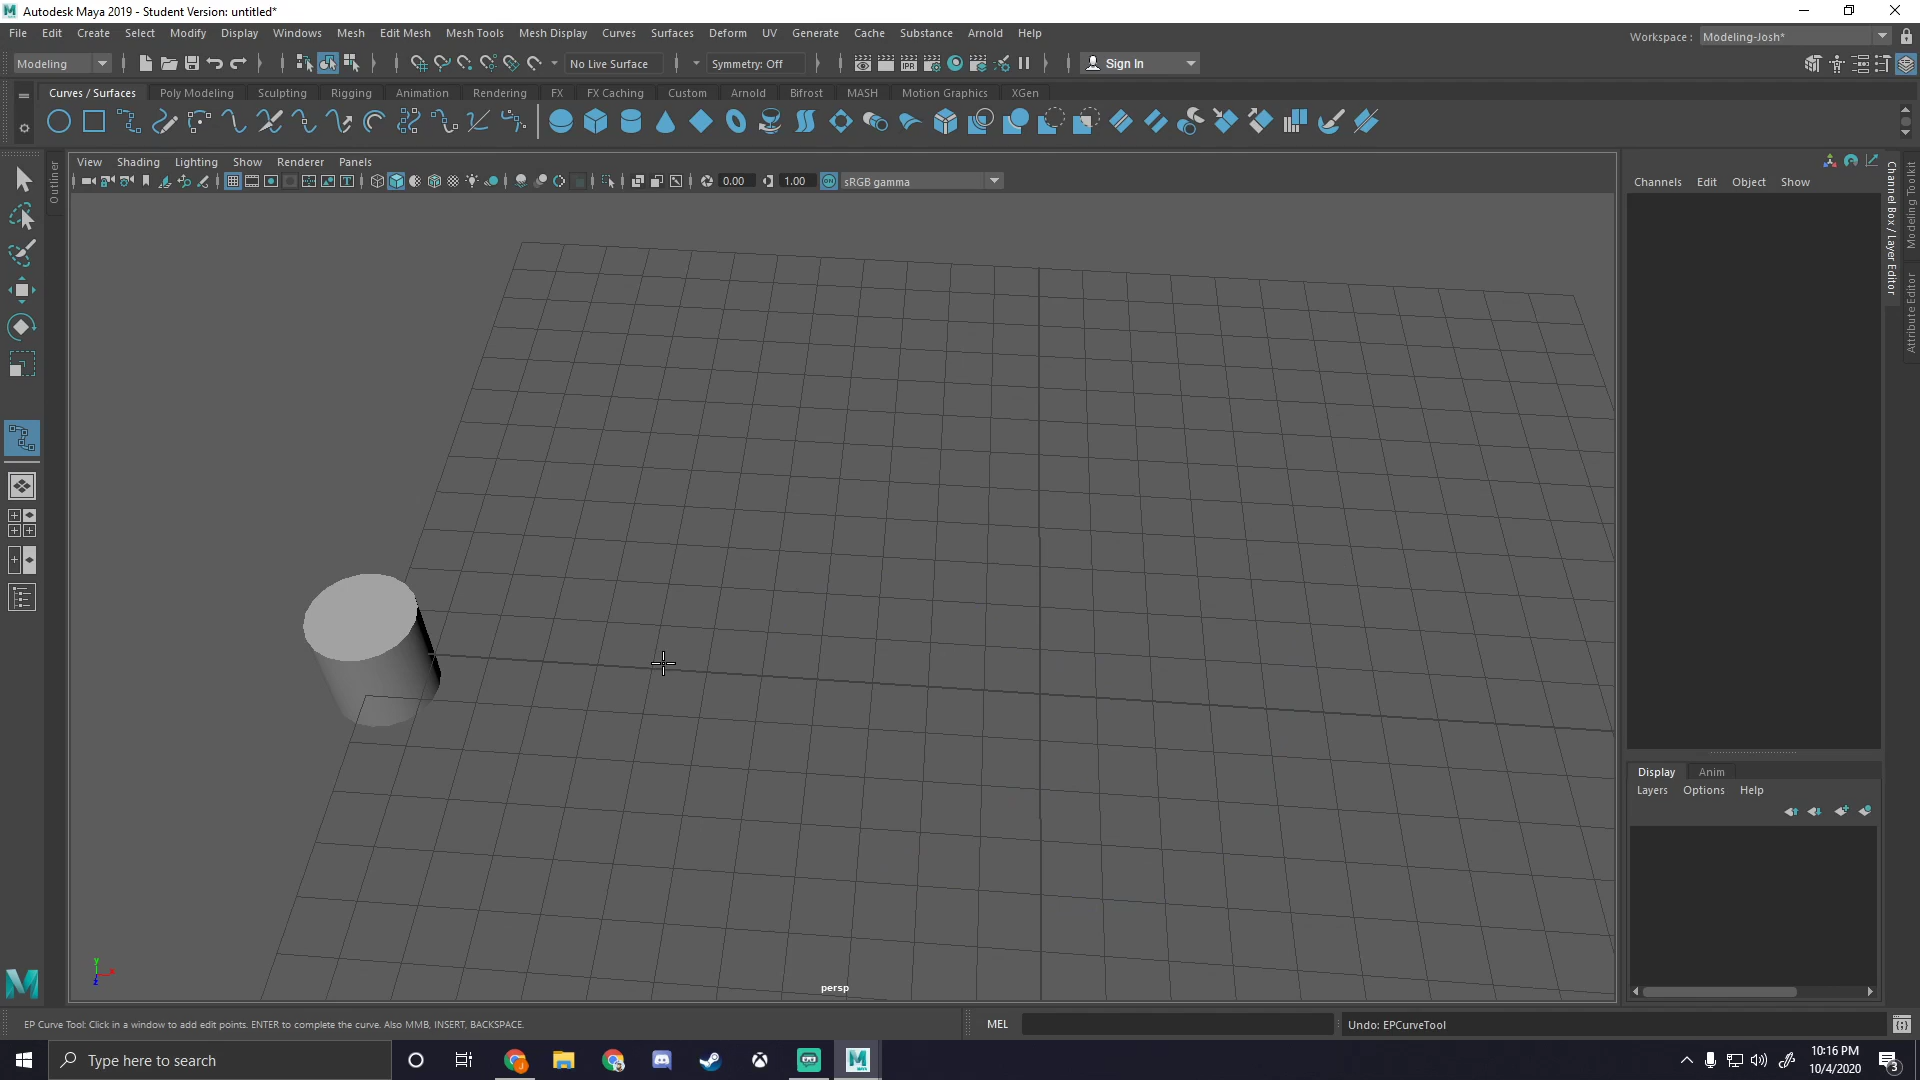 Autodesk Maya 2019 - Student Version: untitled*
File Edit Create Select Modify Display Windows Mesh Edit Mesh Mesh Tools Mesh Display Curves Surfaces Deform UV Generate Cache Substance Arnold Help
Workspace : Modeling-Josh*
Modeling No Live Surface Symmetry: Off Sign In
Curves / Surfaces Poly Modeling Sculpting Rigging Animation Rendering FX FX Caching Custom Arnold Bifrost MASH Motion Graphics XGen
View Shading Lighting Show Renderer Panels
0.00 1.00 ON sRGB gamma
Outliner
Channels Edit Object Show
Channel Box / Layer Editor
Modeling Toolkit
Attribute Editor
Display Anim
Layers Options Help
y
x
z
persp
EP Curve Tool: Click in a window to add edit points. ENTER to complete the curve. Also MMB, INSERT, BACKSPACE.
MEL
Undo: EPCurveTool
Type here to search
10:16 PM
10/4/2020
3